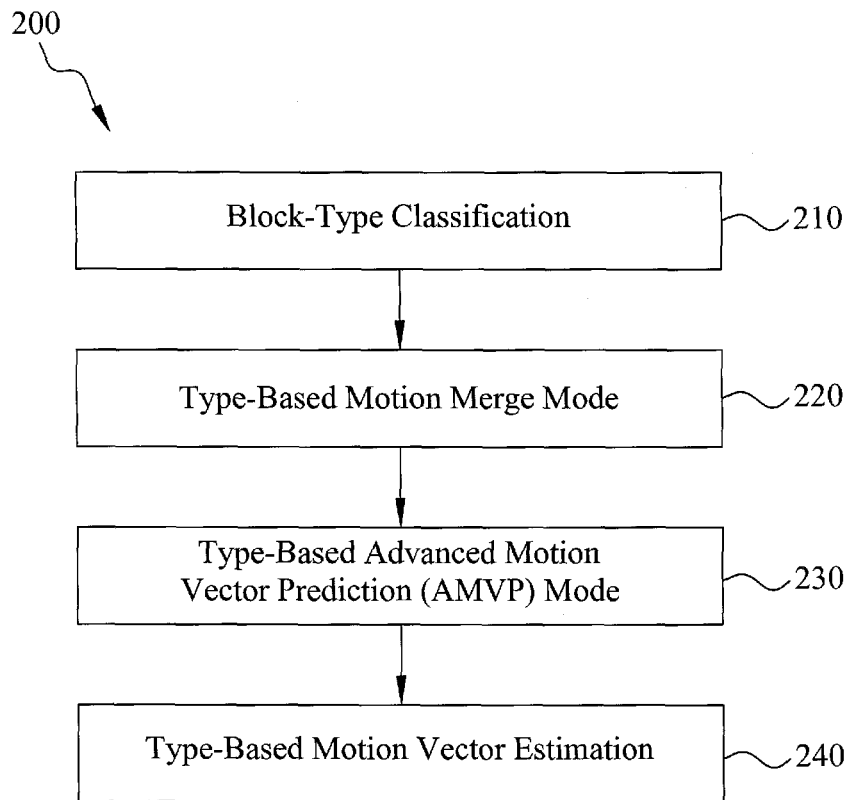 200
Block-Type Classification
210
Type-Based Motion Merge Mode
220
Type-Based Advanced Motion
Vector Prediction (AMVP) Mode
230
Type-Based Motion Vector Estimation
240